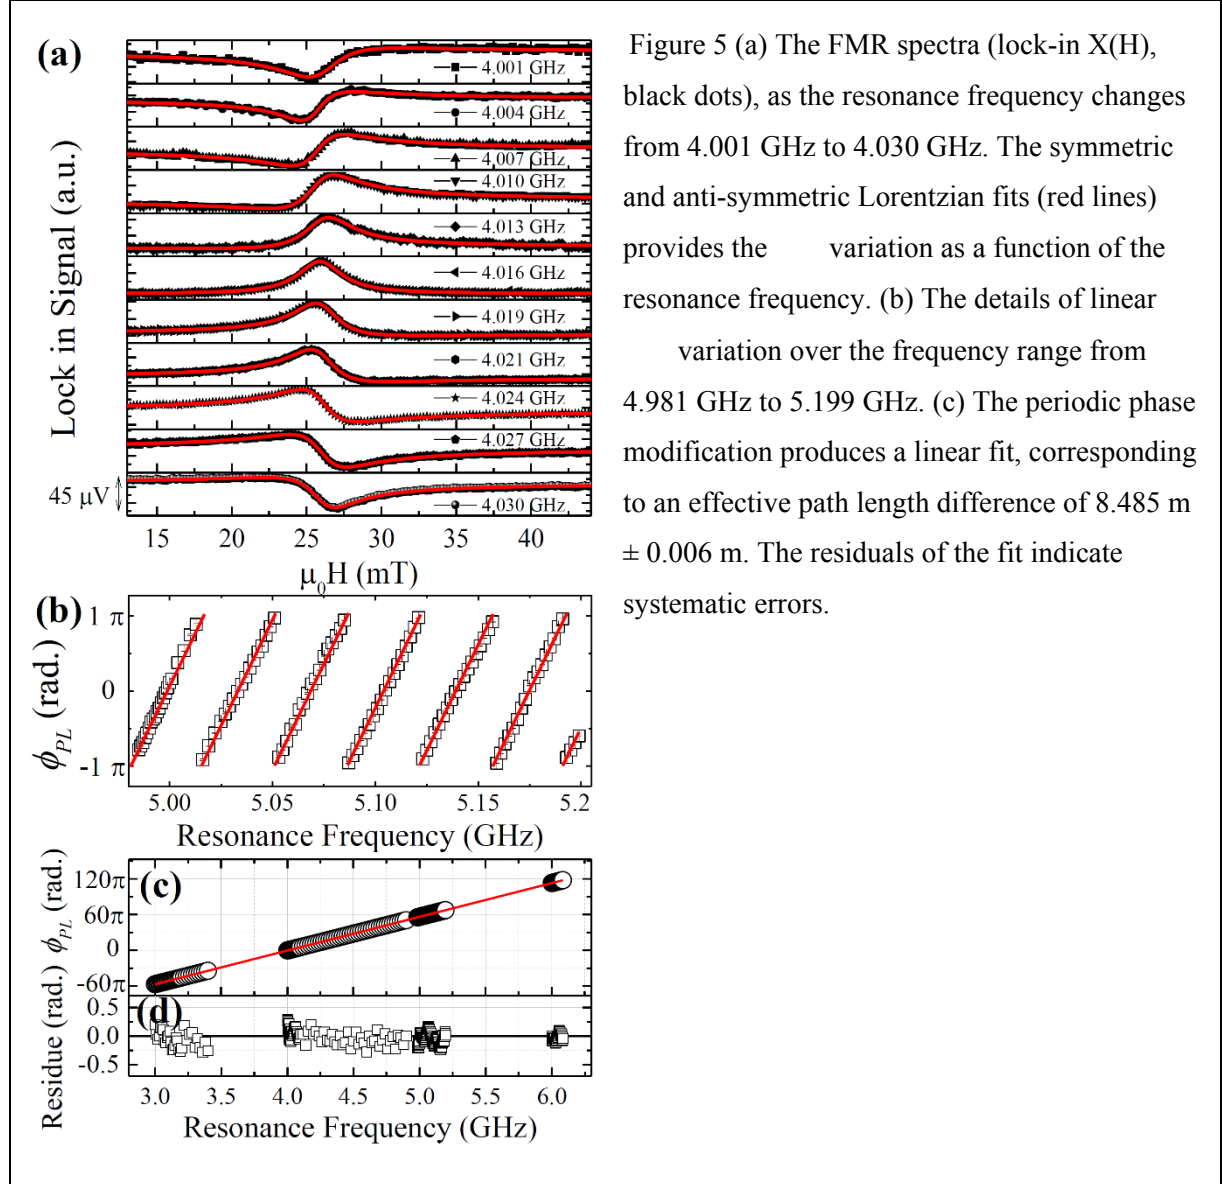 (a)
4.001 GHz
4.004 GHz
4.007 GHz
4.010 GHz
4.013 GHz
4.016 GHz
4.019 GHz
4.021 GHz
4.024 GHz
4.027 GHz
4.030 GHz
Lock in Signal (a.u.)
45 μV
15 20 25 30 35 40
μ₀H (mT)
(b)
1 π
0
-1 π
ϕPL (rad.)
5.00 5.05 5.10 5.15 5.2
Resonance Frequency (GHz)
(c)
120π
60π
0
-60π
ϕPL (rad.)
(d)
0.5
0.0
-0.5
Residue (rad.)
3.0 4.0 4.5 5.0 6.0
Resonance Frequency (GHz)
Figure 5 (a) The FMR spectra (lock-in X(H),
black dots), as the resonance frequency changes
from 4.001 GHz to 4.030 GHz. The symmetric
and anti-symmetric Lorentzian fits (red lines)
provides the variation as a function of the
resonance frequency. (b) The details of linear
variation over the frequency range from
4.981 GHz to 5.199 GHz. (c) The periodic phase
modification produces a linear fit, corresponding
to an effective path length difference of 8.485 m
± 0.006 m. The residuals of the fit indicate
systematic errors.